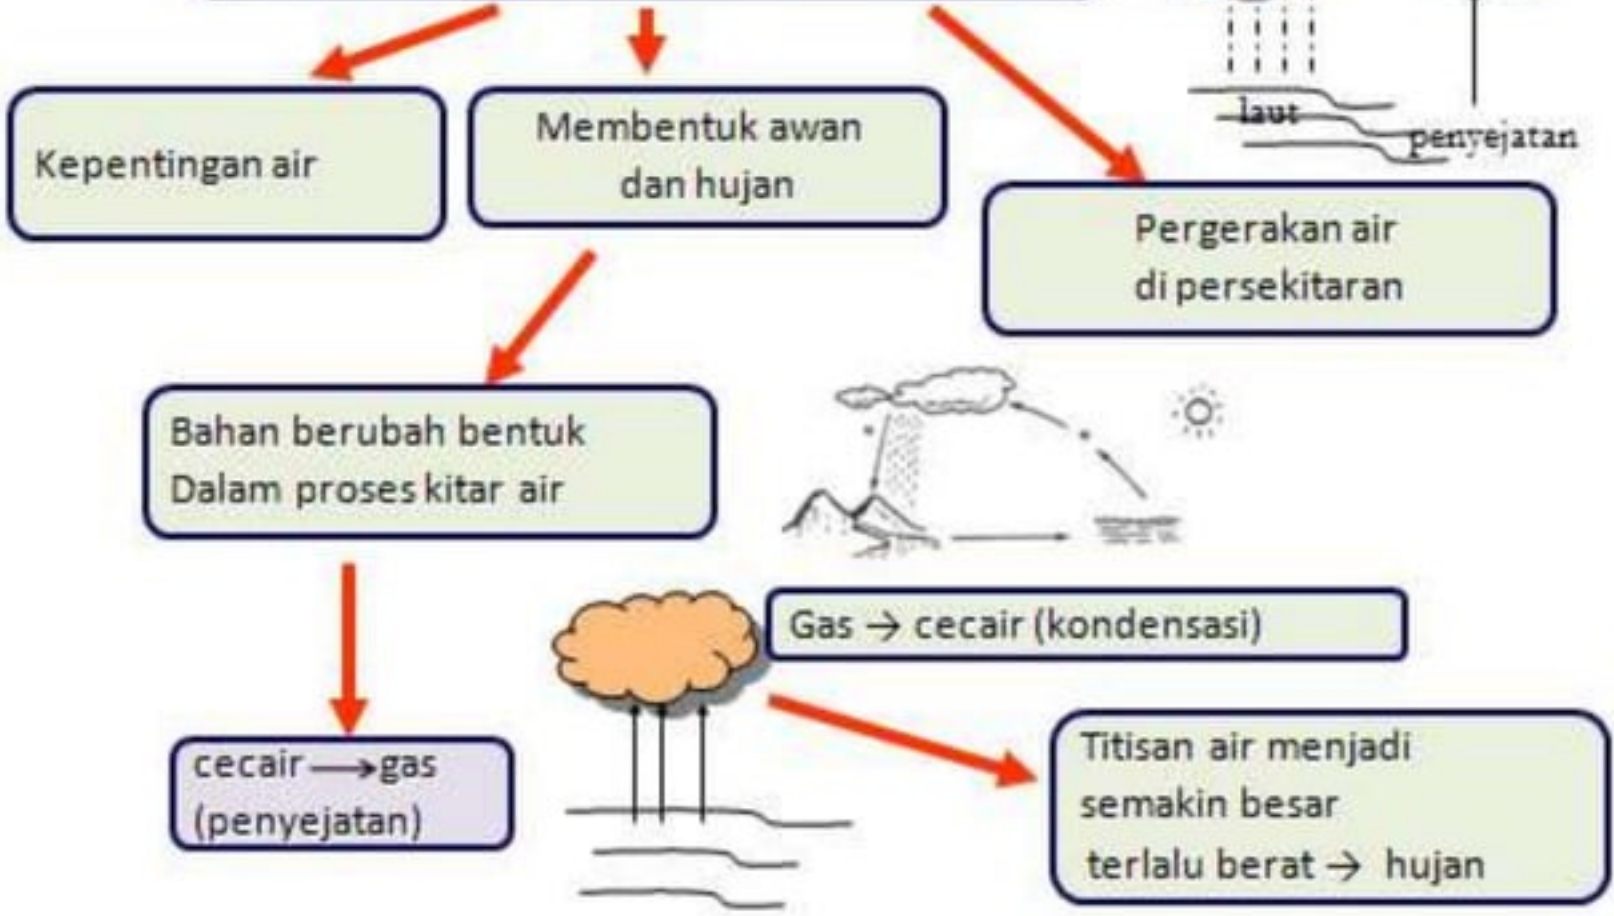 laut
penyejatan
Kepentingan air
Membentuk awan
dan hujan
Pergerakan air
di persekitaran
Bahan berubah bentuk
Dalam proses kitar air
Gas → cecair (kondensasi)
cecair → gas
(penyejatan)
Titisan air menjadi
semakin besar
terlalu berat → hujan